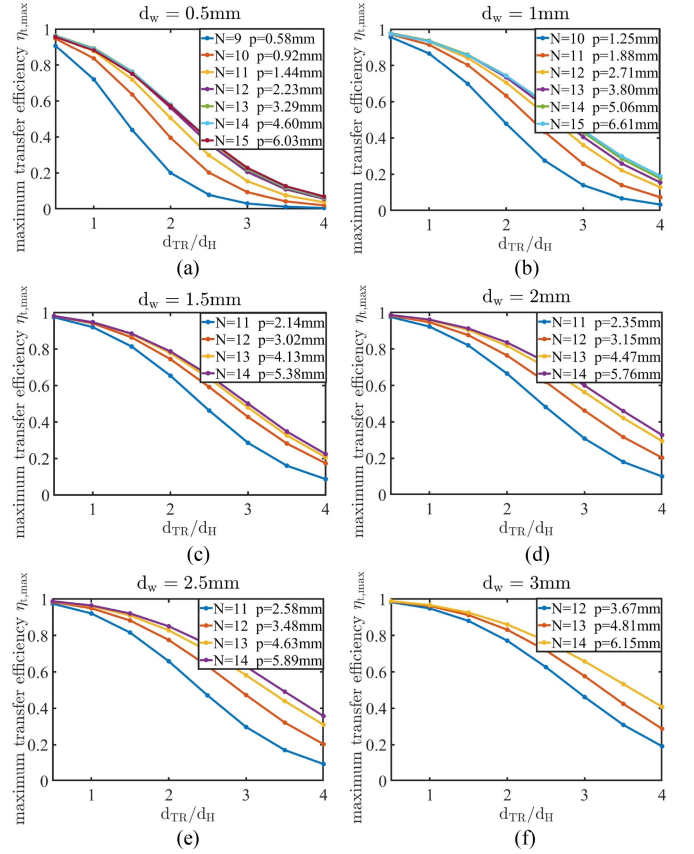 d_w = 0.5mm
maximum transfer efficiency η_t,max
1
0.8
0.6
0.4
0.2
0
N=9 p=0.58mm
N=10 p=0.92mm
N=11 p=1.44mm
N=12 p=2.23mm
N=13 p=3.29mm
N=14 p=4.60mm
N=15 p=6.03mm
1 2 3 4
d_TR/d_H
(a)
d_w = 1mm
maximum transfer efficiency η_t,max
1
0.8
0.6
0.4
0.2
0
N=10 p=1.25mm
N=11 p=1.88mm
N=12 p=2.71mm
N=13 p=3.80mm
N=14 p=5.06mm
N=15 p=6.61mm
1 2 3 4
d_TR/d_H
(b)
d_w = 1.5mm
maximum transfer efficiency η_t,max
1
0.8
0.6
0.4
0.2
0
N=11 p=2.14mm
N=12 p=3.02mm
N=13 p=4.13mm
N=14 p=5.38mm
1 2 3 4
d_TR/d_H
(c)
d_w = 2mm
maximum transfer efficiency η_t,max
1
0.8
0.6
0.4
0.2
0
N=11 p=2.35mm
N=12 p=3.15mm
N=13 p=4.47mm
N=14 p=5.76mm
1 2 3 4
d_TR/d_H
(d)
d_w = 2.5mm
maximum transfer efficiency η_t,max
1
0.8
0.6
0.4
0.2
0
N=11 p=2.58mm
N=12 p=3.48mm
N=13 p=4.63mm
N=14 p=5.89mm
1 2 3 4
d_TR/d_H
(e)
d_w = 3mm
maximum transfer efficiency η_t,max
1
0.8
0.6
0.4
0.2
0
N=12 p=3.67mm
N=13 p=4.81mm
N=14 p=6.15mm
1 2 3 4
d_TR/d_H
(f)